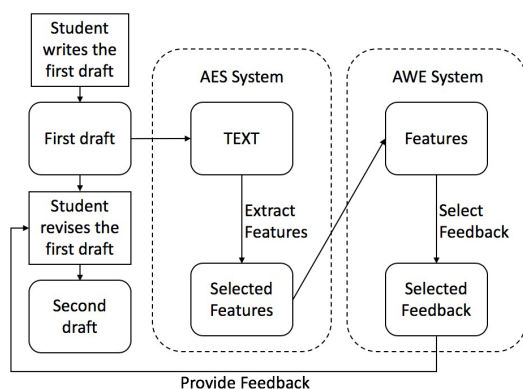 Student
writes the
first draft
First draft
Student
revises the
first draft
Second
draft
AES System
TEXT
Extract
Features
Selected
Features
AWE System
Features
Select
Feedback
Selected
Feedback
Provide Feedback